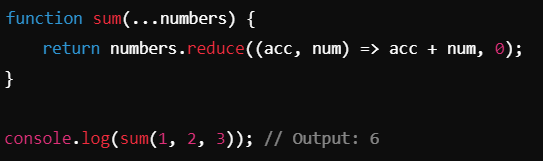 function sum(...numbers) {
    return numbers.reduce((acc, num) => acc + num, 0);
}

console.log(sum(1, 2, 3)); // Output: 6